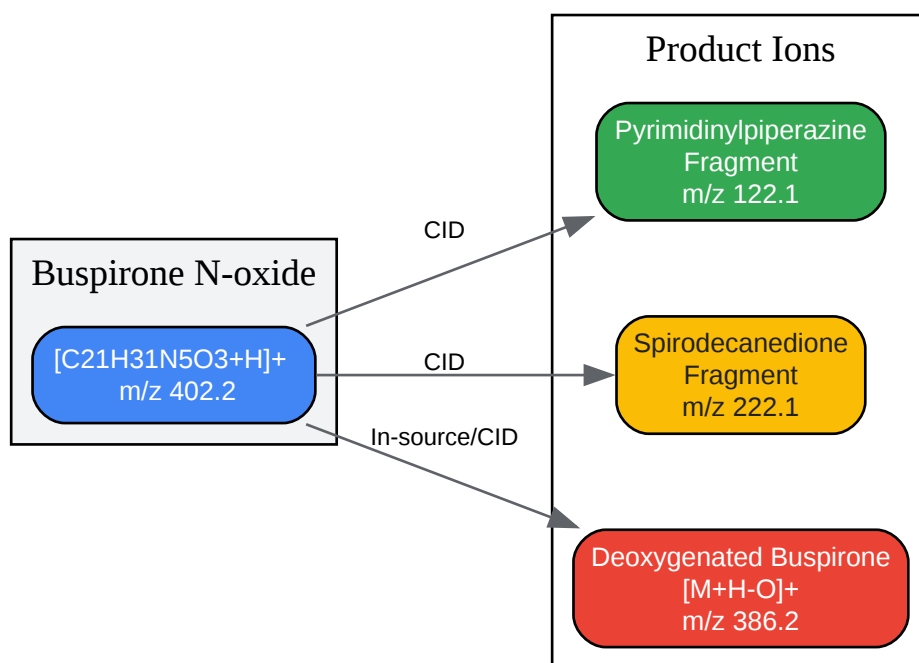 Product Ions
Pyrimidinylpiperazine
Fragment
m/z 122.1
CID
Buspirone N-oxide
[C21H31N5O3+H]+
m/z 402.2
CID
Spirodecanedione
Fragment
m/z 222.1
In-source/CID
Deoxygenated Buspirone
[M+H-O]+
m/z 386.2